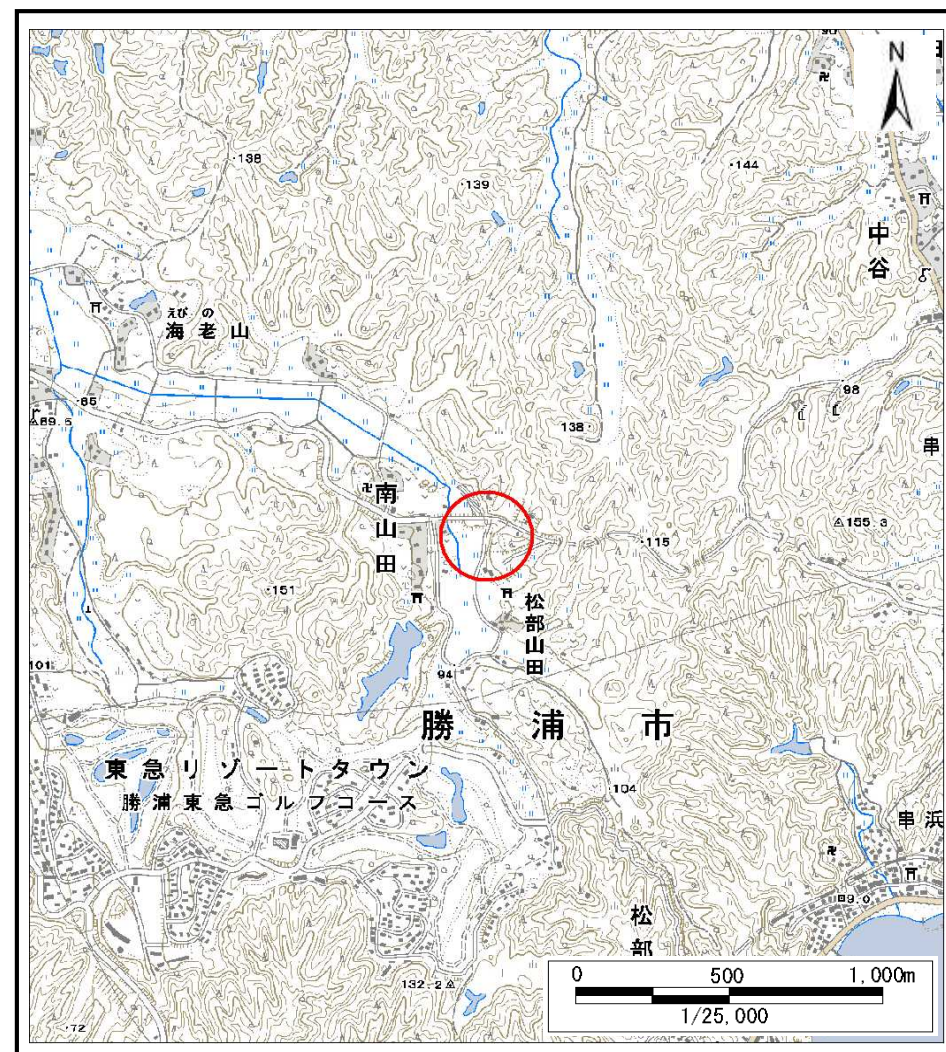 90
N
138
139
144
中谷
えびの
海老山
98
65
138
串
南山田
△155.3
115
151
松部山田
101
94
勝浦市
東急リゾートタウン
104
勝浦東急ゴルフコース
串浜
9.0
松部
132.2△
0 500 1,000m
1/25,000
72